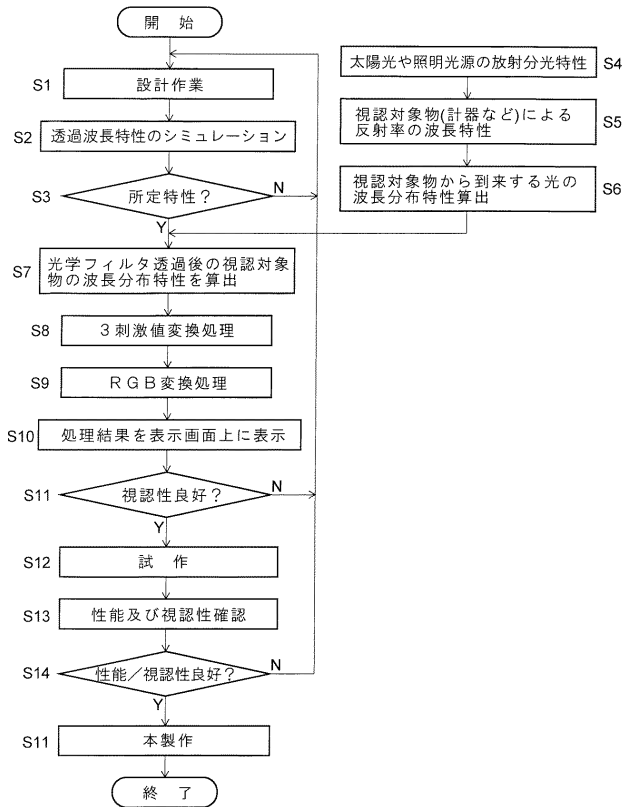 開 始
S1
設計作業
S2
透過波長特性のシミュレーション
S3
所定特性？
N
Y
太陽光や照明光源の放射分光特性
S4
視認対象物(計器など)による
反射率の波長特性
S5
視認対象物から到来する光の
波長分布特性算出
S6
S7
光学フィルタ透過後の視認対象
物の波長分布特性を算出
S8
３刺激値変換処理
S9
ＲＧＢ変換処理
S10
処理結果を表示画面上に表示
S11
視認性良好？
N
Y
S12
試 作
S13
性能及び視認性確認
S14
性能／視認性良好？
N
Y
S11
本製作
終 了